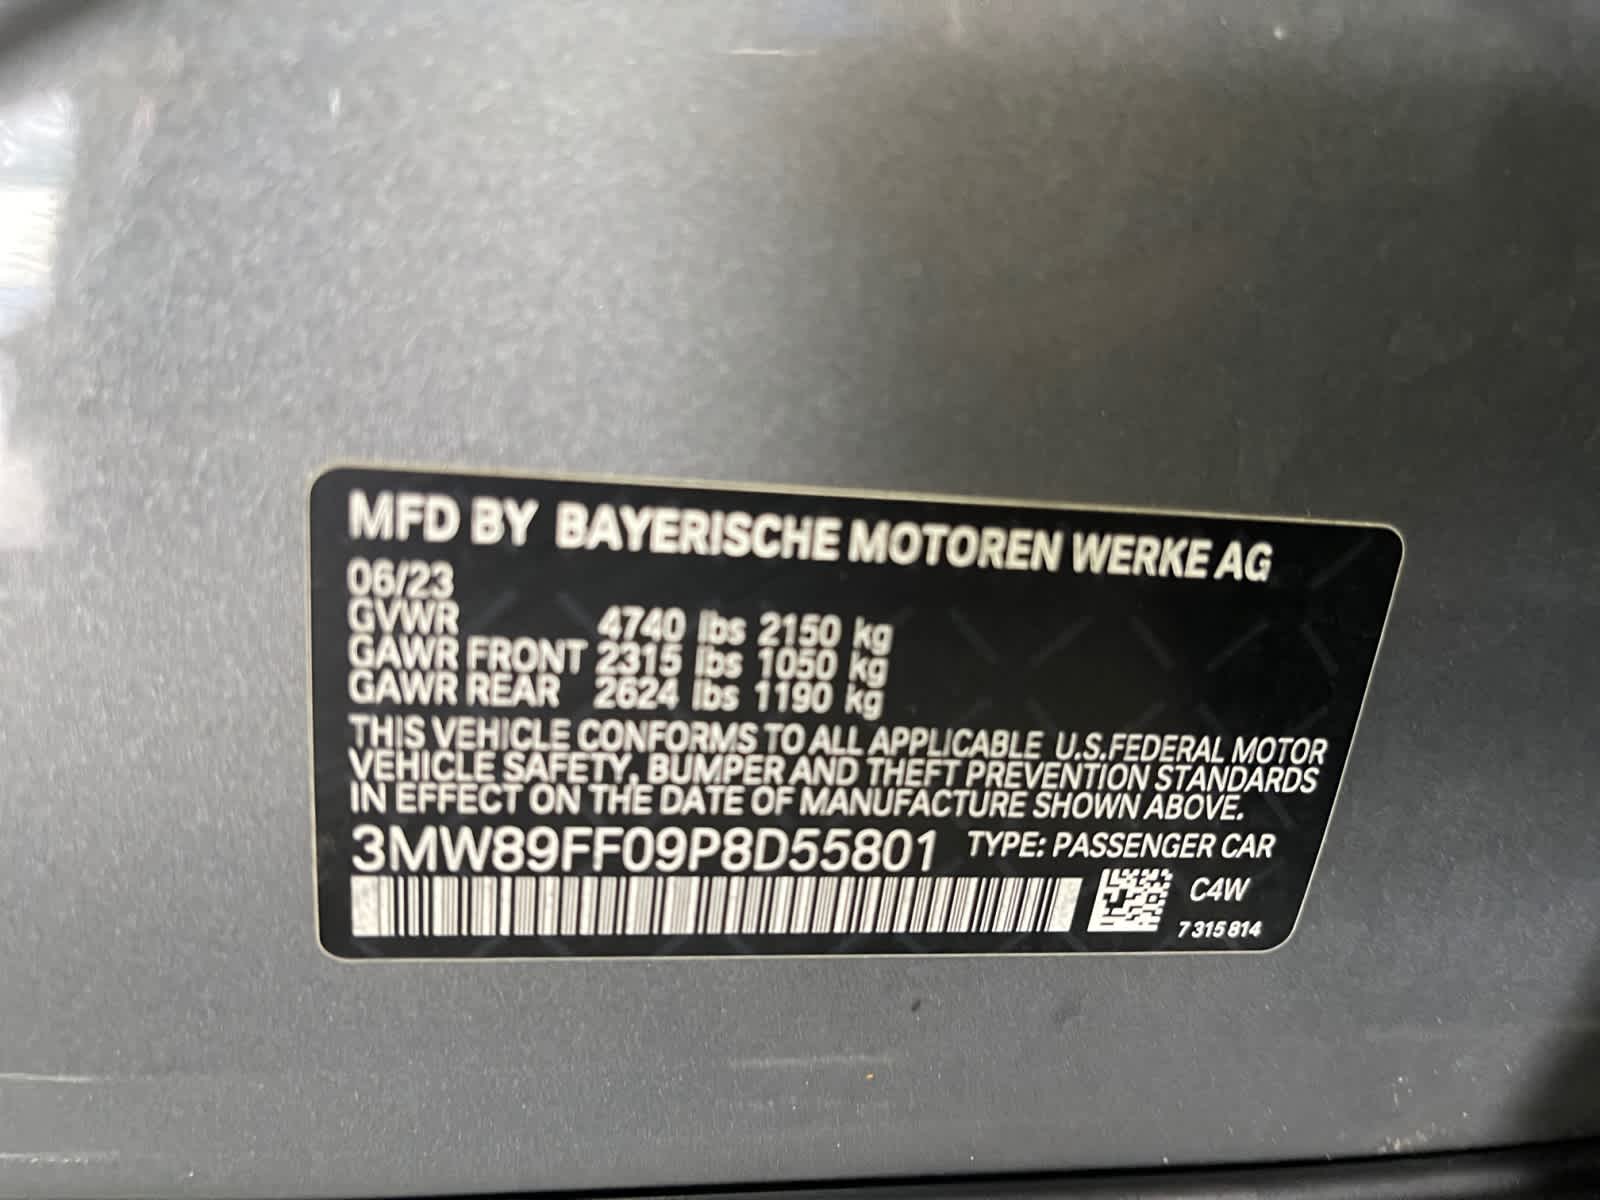 MFD BY BAYERISCHE MOTOREN WERKE AG
06/23
GVWR 4740 lbs 2150 kg
GAWR FRONT 2315 lbs 1050 kg
GAWR REAR 2624 lbs 1190 kg
THIS VEHICLE CONFORMS TO ALL APPLICABLE U.S.FEDERAL MOTOR
VEHICLE SAFETY, BUMPER AND THEFT PREVENTION STANDARDS
IN EFFECT ON THE DATE OF MANUFACTURE SHOWN ABOVE.
3MW89FF09P8D55801 TYPE: PASSENGER CAR
C4W
7 315 814